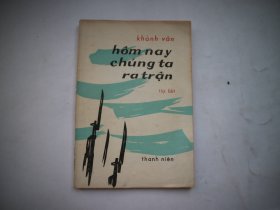 khánh vân
hôm nay
chúng ta
ra trận
thanh niên